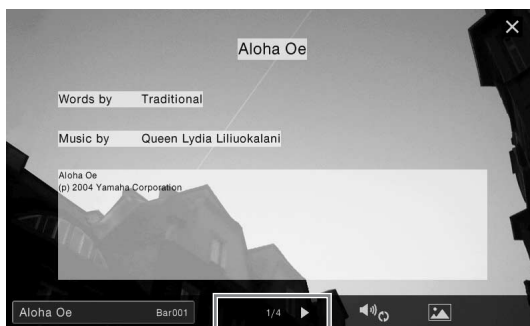 Aloha Oe
Words by Traditional
Music by Queen Lydia Liliuokalani
Aloha Oe
(p) 2004 Yamaha Corporation
Aloha Oe Bar001 1/4